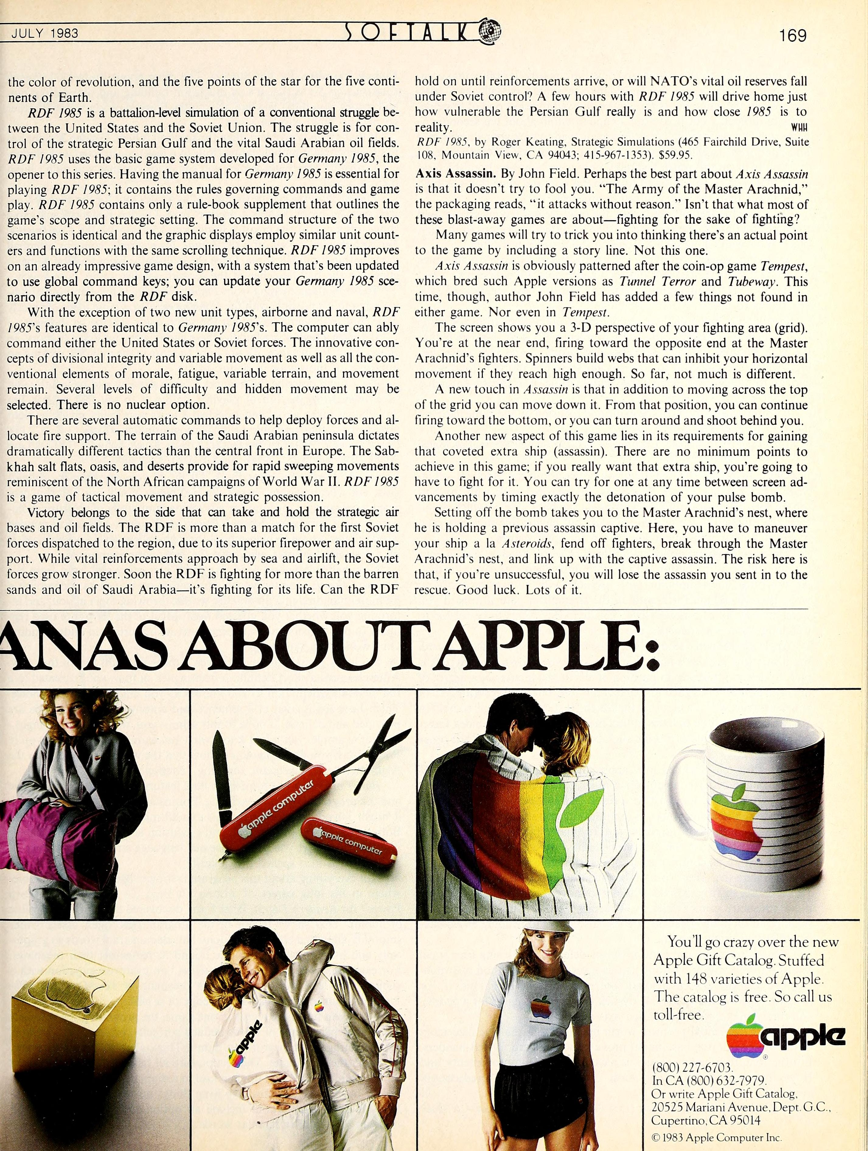 JULY 1983
SOFTALK
169
the color of revolution, and the five points of the star for the five conti-
nents of Earth.
RDF 1985 is a battalion-level simulation of a conventional struggle be-
tween the United States and the Soviet Union. The struggle is for con-
trol of the strategic Persian Gulf and the vital Saudi Arabian oil fields.
RDF 1985 uses the basic game system developed for Germany 1985, the
opener to this series. Having the manual for Germany 1985 is essential for
playing RDF 1985; it contains the rules governing commands and game
play. RDF 1985 contains only a rule-book supplement that outlines the
game's scope and strategic setting. The command structure of the two
scenarios is identical and the graphic displays employ similar unit count-
ers and functions with the same scrolling technique. RDF 1985 improves
on an already impressive game design, with a system that's been updated
to use global command keys; you can update your Germany 1985 sce-
nario directly from the RDF disk.
With the exception of two new unit types, airborne and naval, RDF
1985's features are identical to Germany 1985's. The computer can ably
command either the United States or Soviet forces. The innovative con-
cepts of divisional integrity and variable movement as well as all the con-
ventional elements of morale, fatigue, variable terrain, and movement
remain. Several levels of difficulty and hidden movement may be
selected. There is no nuclear option.
There are several automatic commands to help deploy forces and al-
locate fire support. The terrain of the Saudi Arabian peninsula dictates
dramatically different tactics than the central front in Europe. The Sab-
khah salt flats, oasis, and deserts provide for rapid sweeping movements
reminiscent of the North African campaigns of World War II. RDF 1985
is a game of tactical movement and strategic possession.
Victory belongs to the side that can take and hold the strategic air
bases and oil fields. The RDF is more than a match for the first Soviet
forces dispatched to the region, due to its superior firepower and air sup-
port. While vital reinforcements approach by sea and airlift, the Soviet
forces grow stronger. Soon the RDF is fighting for more than the barren
sands and oil of Saudi Arabia—it's fighting for its life. Can the RDF
hold on until reinforcements arrive, or will NATO's vital oil reserves fall
under Soviet control? A few hours with RDF 1985 will drive home just
how vulnerable the Persian Gulf really is and how close 1985 is to
reality. WHH
RDF 1985, by Roger Keating, Strategic Simulations (465 Fairchild Drive, Suite
108, Mountain View, CA 94043; 415-967-1353). $59.95.
Axis Assassin. By John Field. Perhaps the best part about Axis Assassin
is that it doesn't try to fool you. "The Army of the Master Arachnid,"
the packaging reads, "it attacks without reason." Isn't that what most of
these blast-away games are about—fighting for the sake of fighting?
Many games will try to trick you into thinking there's an actual point
to the game by including a story line. Not this one.
Axis Assassin is obviously patterned after the coin-op game Tempest,
which bred such Apple versions as Tunnel Terror and Tubeway. This
time, though, author John Field has added a few things not found in
either game. Nor even in Tempest.
The screen shows you a 3-D perspective of your fighting area (grid).
You're at the near end, firing toward the opposite end at the Master
Arachnid's fighters. Spinners build webs that can inhibit your horizontal
movement if they reach high enough. So far, not much is different.
A new touch in Assassin is that in addition to moving across the top
of the grid you can move down it. From that position, you can continue
firing toward the bottom, or you can turn around and shoot behind you.
Another new aspect of this game lies in its requirements for gaining
that coveted extra ship (assassin). There are no minimum points to
achieve in this game; if you really want that extra ship, you're going to
have to fight for it. You can try for one at any time between screen ad-
vancements by timing exactly the detonation of your pulse bomb.
Setting off the bomb takes you to the Master Arachnid's nest, where
he is holding a previous assassin captive. Here, you have to maneuver
your ship a la Asteroids, fend off fighters, break through the Master
Arachnid's nest, and link up with the captive assassin. The risk here is
that, if you're unsuccessful, you will lose the assassin you sent in to the
rescue. Good luck. Lots of it.
ANAS ABOUT APPLE:
apple computer
apple computer
apple
You'll go crazy over the new
Apple Gift Catalog. Stuffed
with 148 varieties of Apple.
The catalog is free. So call us
toll-free.
apple
(800) 227-6703.
In CA (800) 632-7979.
Or write Apple Gift Catalog,
20525 Mariani Avenue, Dept. G.C.,
Cupertino, CA 95014
© 1983 Apple Computer Inc.